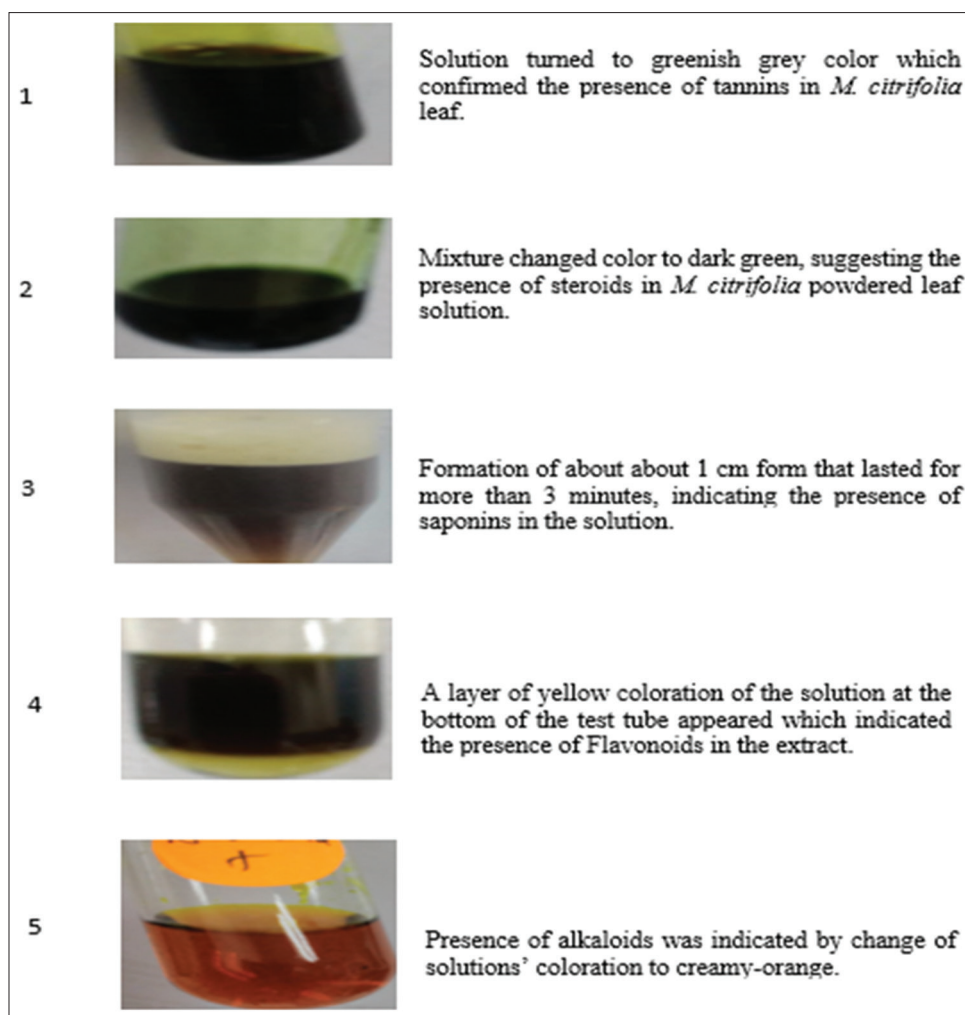 1
Solution turned to greenish grey color which
confirmed the presence of tannins in M. citrifolia
leaf.
2
Mixture changed color to dark green, suggesting the
presence of steroids in M. citrifolia powdered leaf
solution.
3
Formation of about about 1 cm form that lasted for
more than 3 minutes, indicating the presence of
saponins in the solution.
4
A layer of yellow coloration of the solution at the
bottom of the test tube appeared which indicated
the presence of Flavonoids in the extract.
5
Presence of alkaloids was indicated by change of
solutions’ coloration to creamy-orange.